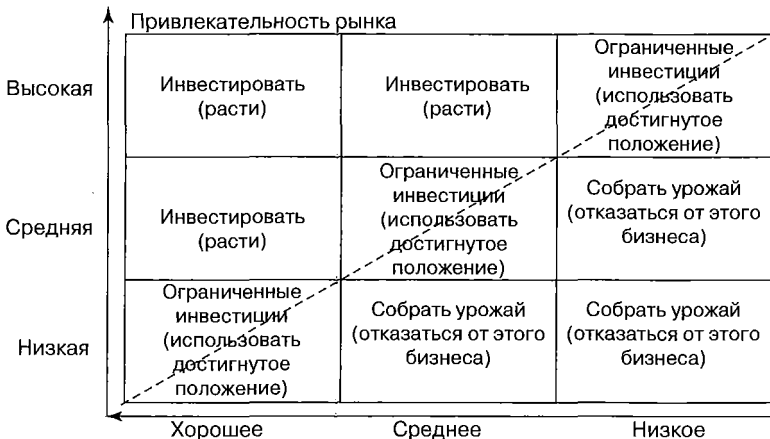 Привлекательность рынка
Высокая
Инвестировать
(расти)
Инвестировать
(расти)
Ограниченные
инвестиции
(использовать
достигнутое
положение)
Средняя
Инвестировать
(расти)
Ограниченные
инвестиции
(использовать
достигнутое
положение)
Собрать урожай
(отказаться от этого
бизнеса)
Низкая
Ограниченные
инвестиции
(использовать
достигнутое
положение)
Собрать урожай
(отказаться от этого
бизнеса)
Собрать урожай
(отказаться от этого
бизнеса)
Хорошее
Среднее
Низкое